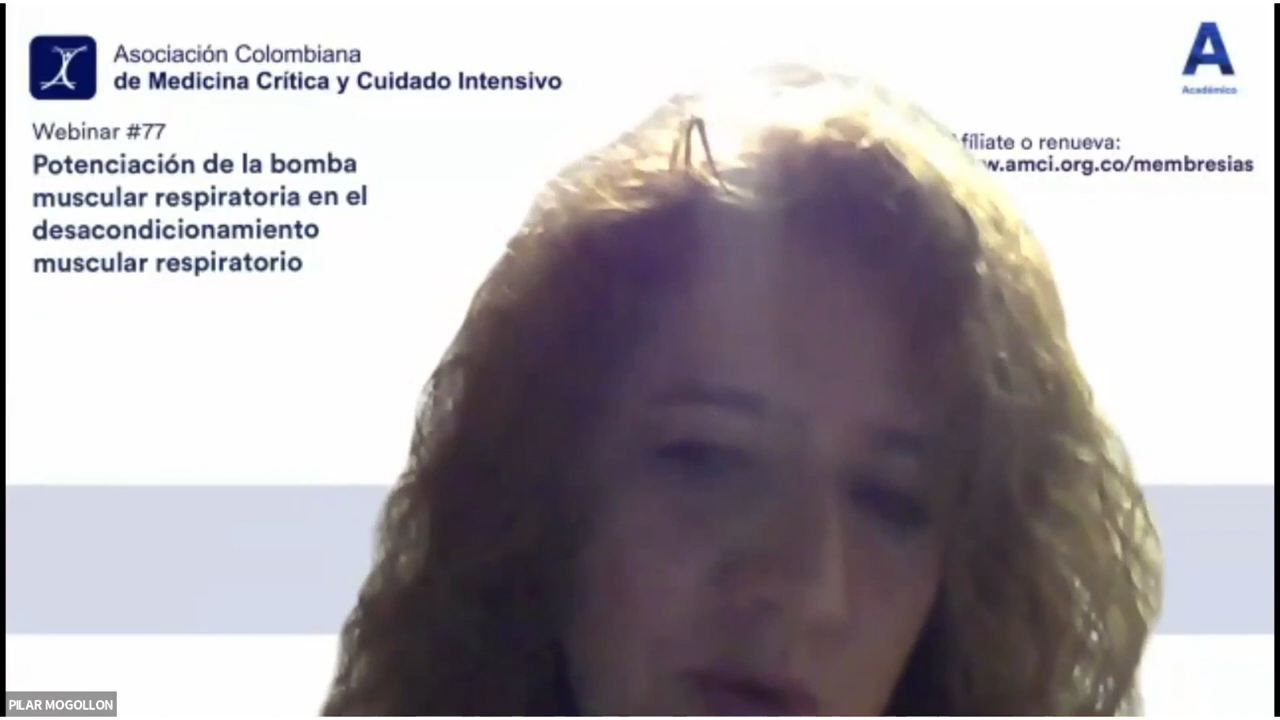 Asociación Colombiana
de Medicina Crítica y Cuidado Intensivo
A
Académico
Webinar #77
Potenciación de la bomba
muscular respiratoria en el
desacondicionamiento
muscular respiratorio
fíliate o renueva:
w.amci.org.co/membresias
PILAR MOGOLLON